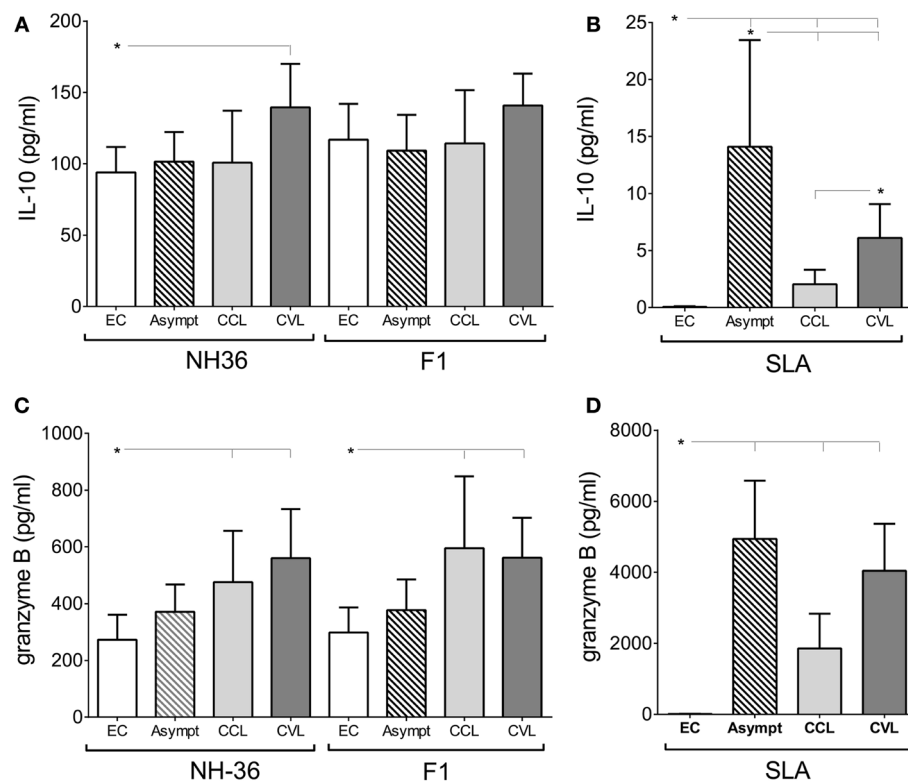 A
IL-10 (pg/ml)
200
150
100
50
0
*
EC Asympt CCL CVL EC Asympt CCL CVL
NH36 F1
B
IL-10 (pg/ml)
25
20
15
10
5
0
*
*
*
EC Asympt CCL CVL
SLA
C
granzyme B (pg/ml)
1000
800
600
400
200
0
* *
EC Asympt CCL CVL EC Asympt CCL CVL
NH-36 F1
D
granzyme B (pg/ml)
8000
6000
4000
2000
0
*
EC Asympt CCL CVL
SLA